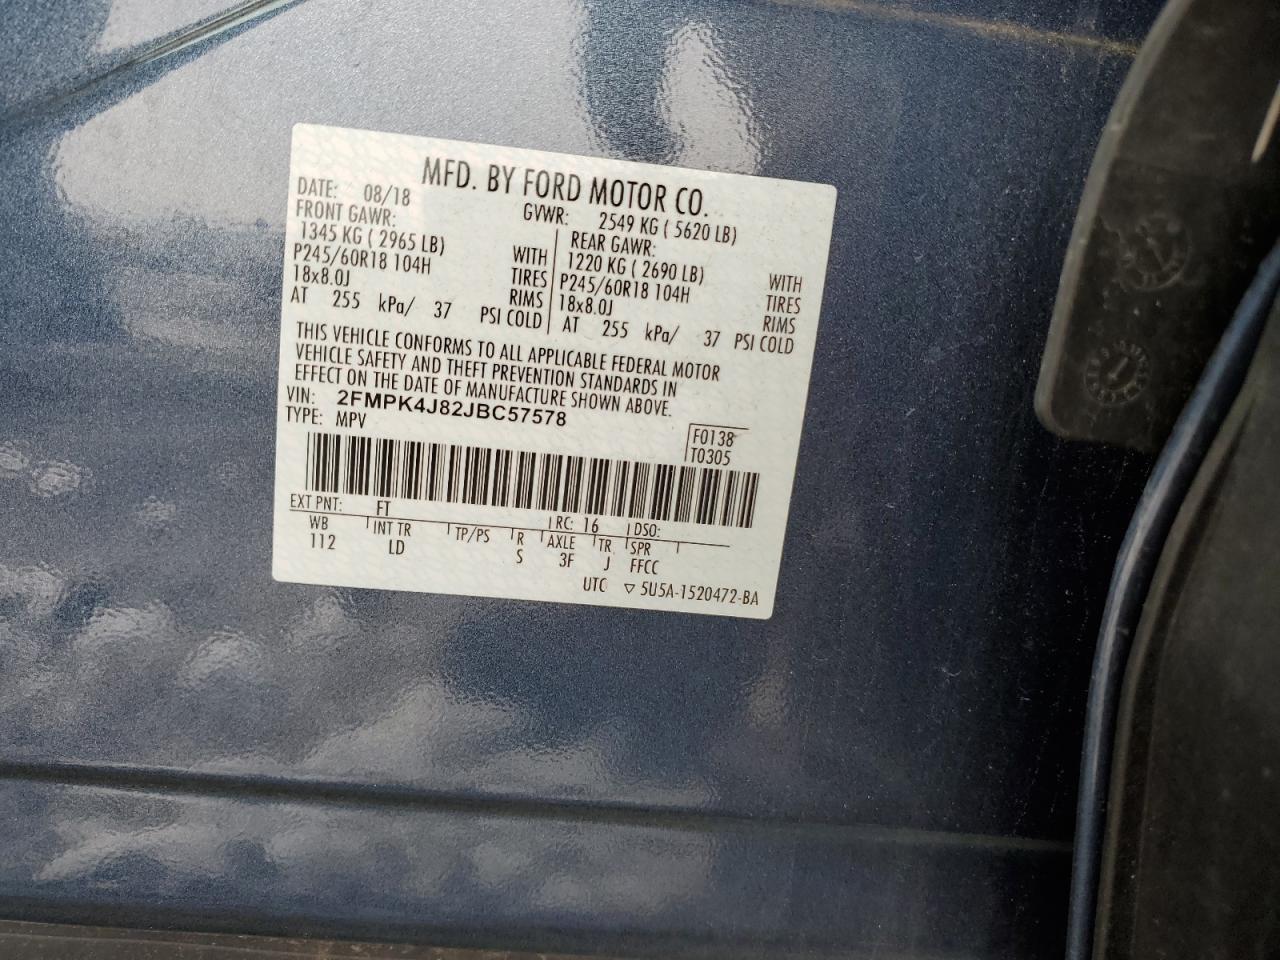 MFD. BY FORD MOTOR CO.
DATE: 08/18 GVWR: 2549 KG ( 5620 LB)
FRONT GAWR: REAR GAWR:
1345 KG ( 2965 LB) WITH 1220 KG ( 2690 LB) WITH
P245/60R18 104H TIRES P245/60R18 104H TIRES
18x8.0J RIMS 18x8.0J RIMS
AT 255 kPa/ 37 PSI COLD AT 255 kPa/ 37 PSI COLD
THIS VEHICLE CONFORMS TO ALL APPLICABLE FEDERAL MOTOR
VEHICLE SAFETY AND THEFT PREVENTION STANDARDS IN
EFFECT ON THE DATE OF MANUFACTURE SHOWN ABOVE.
VIN: 2FMPK4J82JBC57578
TYPE: MPV
F0138
T0305
EXT PNT: FT RC: 16 DSO:
WB INT TR TP/PS R AXLE TR SPR
112 LD S 3F J FFCC
UTC ▽ 5U5A-1520472-BA